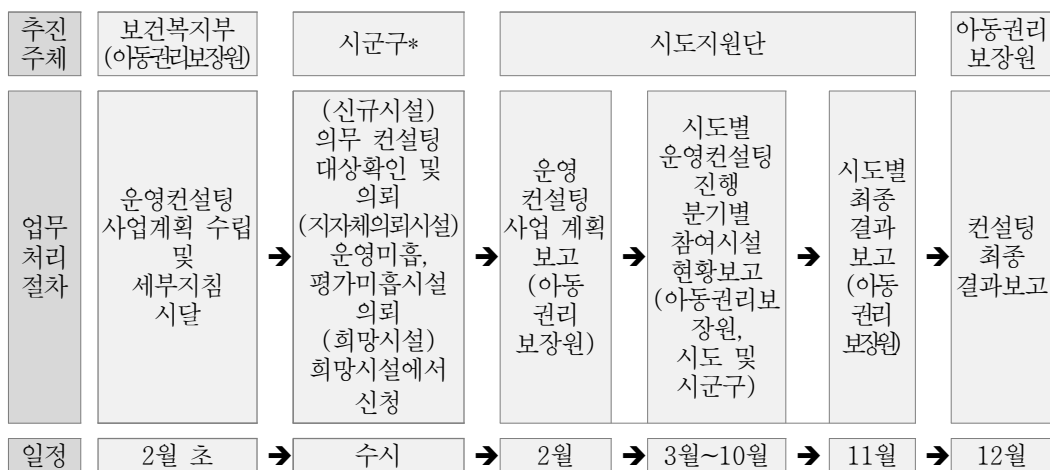 추진
주체
보건복지부
(아동권리보장원)
시군구*
시도지원단
아동권리
보장원
업무
처리
절차
운영컨설팅
사업계획 수립
및
세부지침
시달
➔
(신규시설)
의무 컨설팅
대상확인 및
의뢰
(지자체의뢰시설)
운영미흡,
평가미흡시설
의뢰
(희망시설)
희망시설에서
신청
➔
운영
컨설팅
사업 계획
보고
(아동
권리
보장원)
➔
시도별
운영컨설팅
진행
분기별
참여시설
현황보고
(아동권리보
장원,
시도 및
시군구)
➔
시도별
최종
결과
보고
(아동
권리
보장원)
➔
컨설팅
최종
결과보고
일정
2월 초
➔
수시
➔
2월
➔
3월~10월
➔
11월
➔
12월